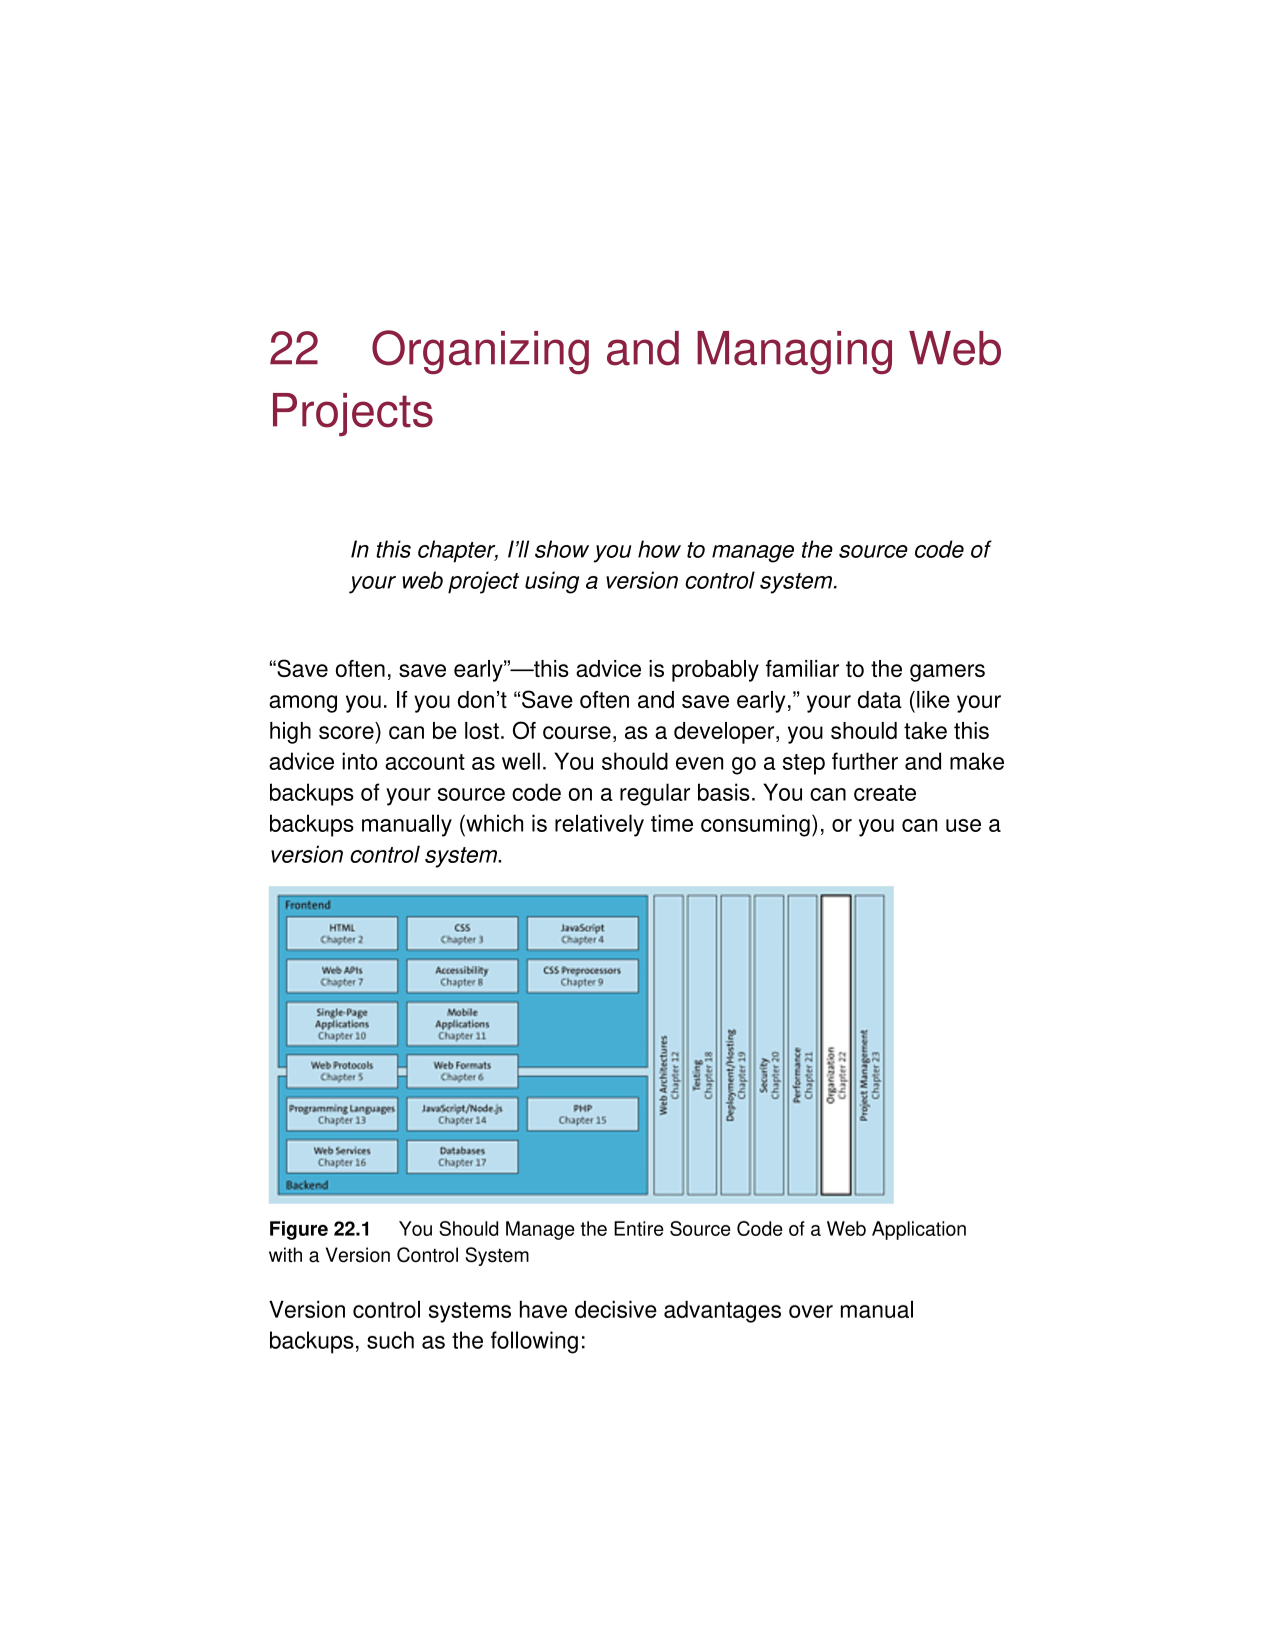 22 Organizing and Managing Web
Projects
In this chapter, I’ll show you how to manage the source code of
your web project using a version control system.
“Save often, save early”—this advice is probably familiar to the gamers
among you. If you don’t “Save often and save early,” your data (like your
high score) can be lost. Of course, as a developer, you should take this
advice into account as well. You should even go a step further and make
backups of your source code on a regular basis. You can create
backups manually (which is relatively time consuming), or you can use a
version control system.
Frontend
HTML
Chapter 2
CSS
Chapter 3
JavaScript
Chapter 4
Web APIs
Chapter 7
Accessibility
Chapter 8
CSS Preprocessors
Chapter 9
Single-Page
Applications
Chapter 10
Mobile
Applications
Chapter 11
Web Protocols
Chapter 5
Web Formats
Chapter 6
Programming Languages
Chapter 13
JavaScript/Node.js
Chapter 14
PHP
Chapter 15
Web Services
Chapter 16
Databases
Chapter 17
Backend
Web Architectures
Chapter 12
Testing
Chapter 18
Deployment/Hosting
Chapter 19
Security
Chapter 20
Performance
Chapter 21
Organization
Chapter 22
Project Management
Chapter 23
Figure 22.1 You Should Manage the Entire Source Code of a Web Application
with a Version Control System
Version control systems have decisive advantages over manual
backups, such as the following: